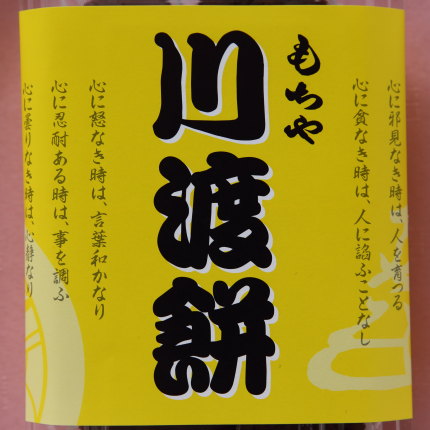 心に邪見なき時は、人を育つる
心に貪なき時は、人に諂ふことなし
もちや
川渡餅
心に怒なき時は、言葉和かなり
心に忍耐ある時は、事を調ふ
心に曇りなき時は、心静なり